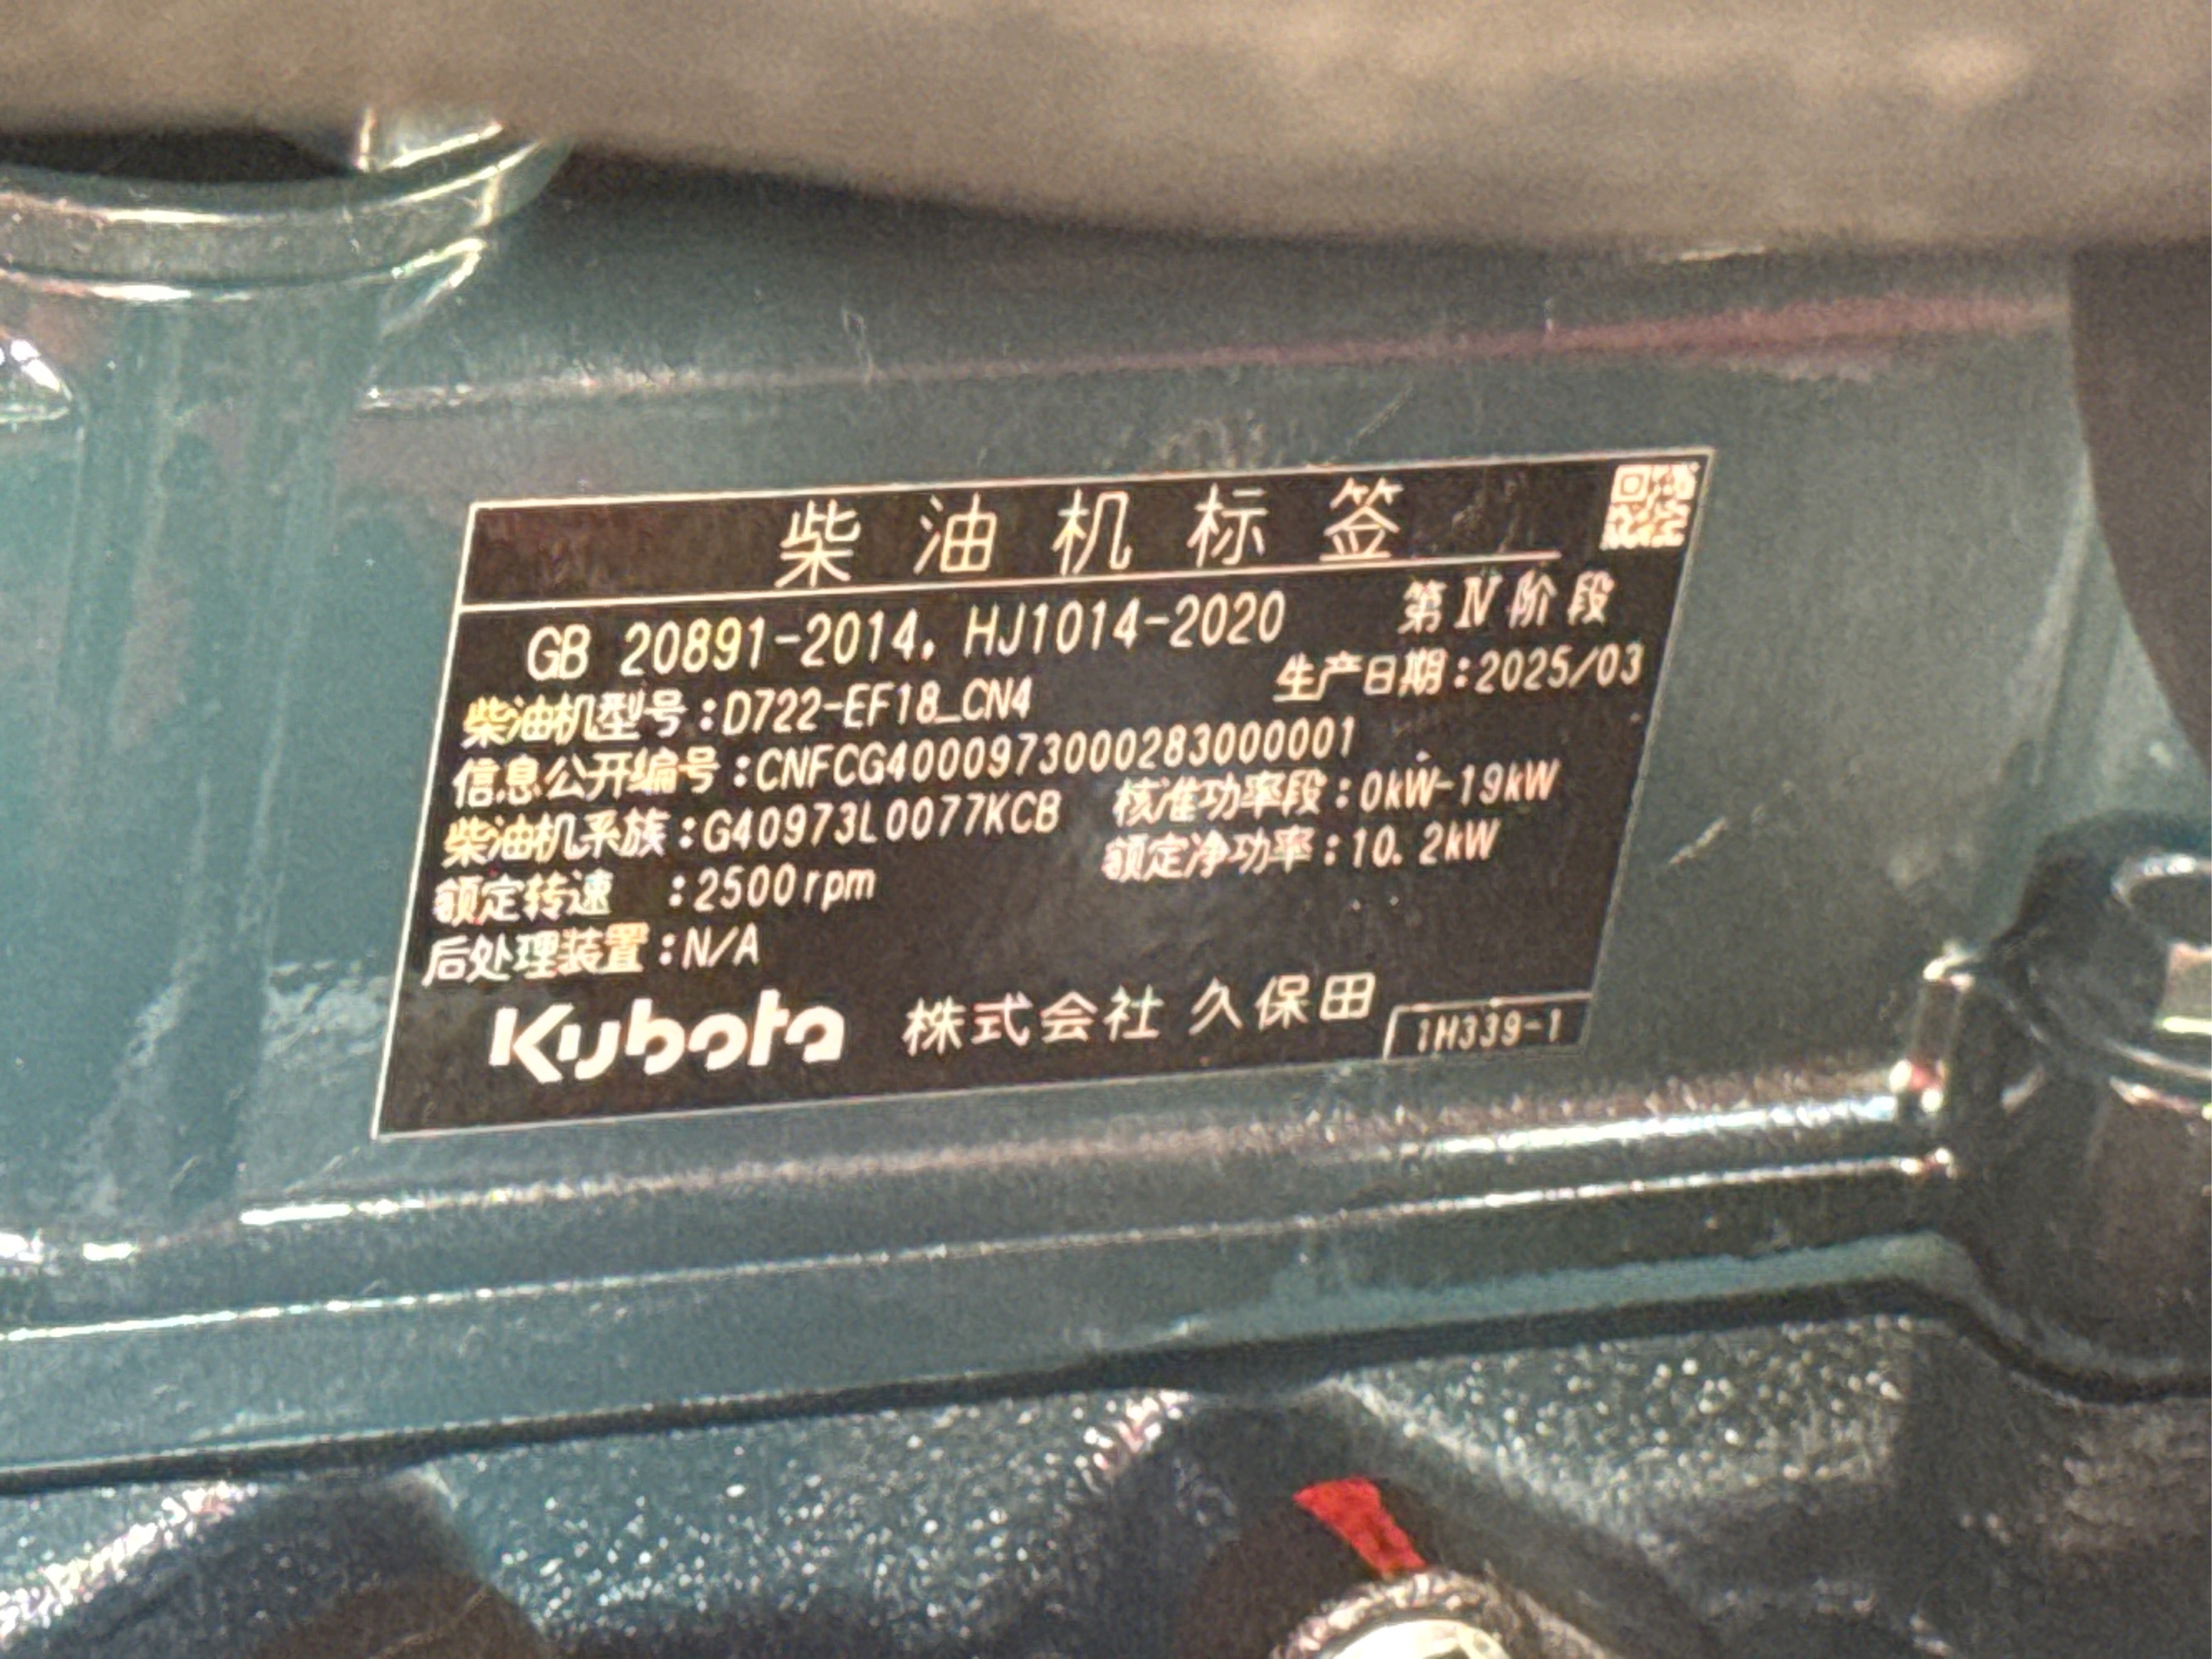 柴油机标签
GB 20891-2014, HJ1014-2020 第Ⅳ阶段
柴油机型号:D722-EF18_CN4 生产日期:2025/03
信息公开编号:CNFCG4000973000283000001
柴油机系族:G40973L0077KCB 核准功率段:0kW-19kW
额定转速 :2500rpm 额定净功率:10.2kW
后处理装置:N/A
Kubota 株式会社 久保田 1H339-1